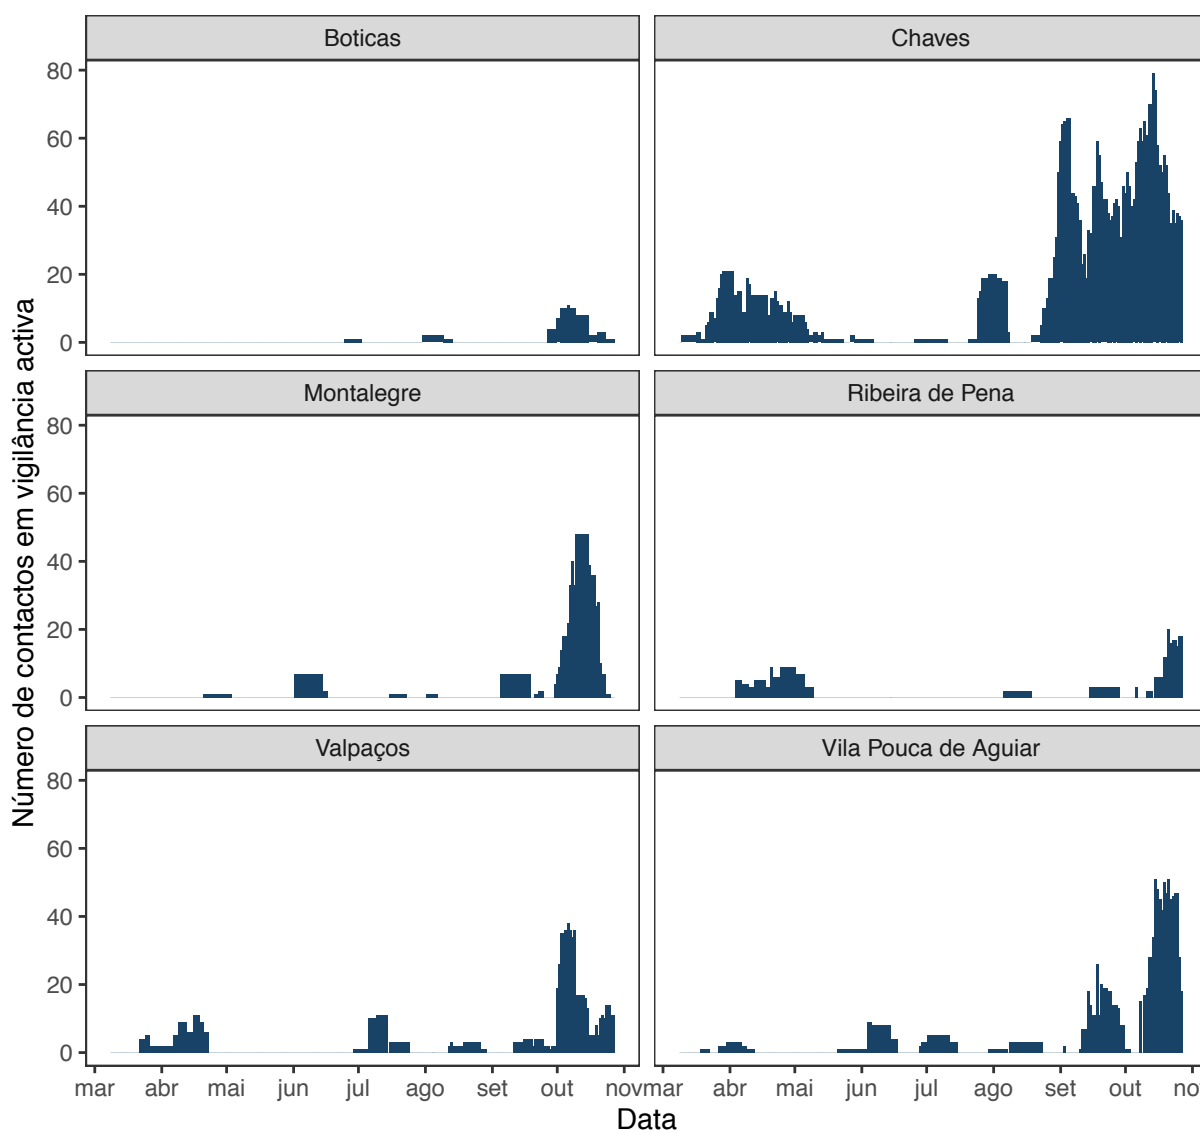 Boticas
Chaves
80
60
40
20
0
Montalegre
Ribeira de Pena
80
60
40
20
0
Valpaços
Vila Pouca de Aguiar
80
60
40
20
0
mar abr mai jun jul ago set out nov
mar abr mai jun jul ago set out no
Data
Número de contactos em vigilância activa